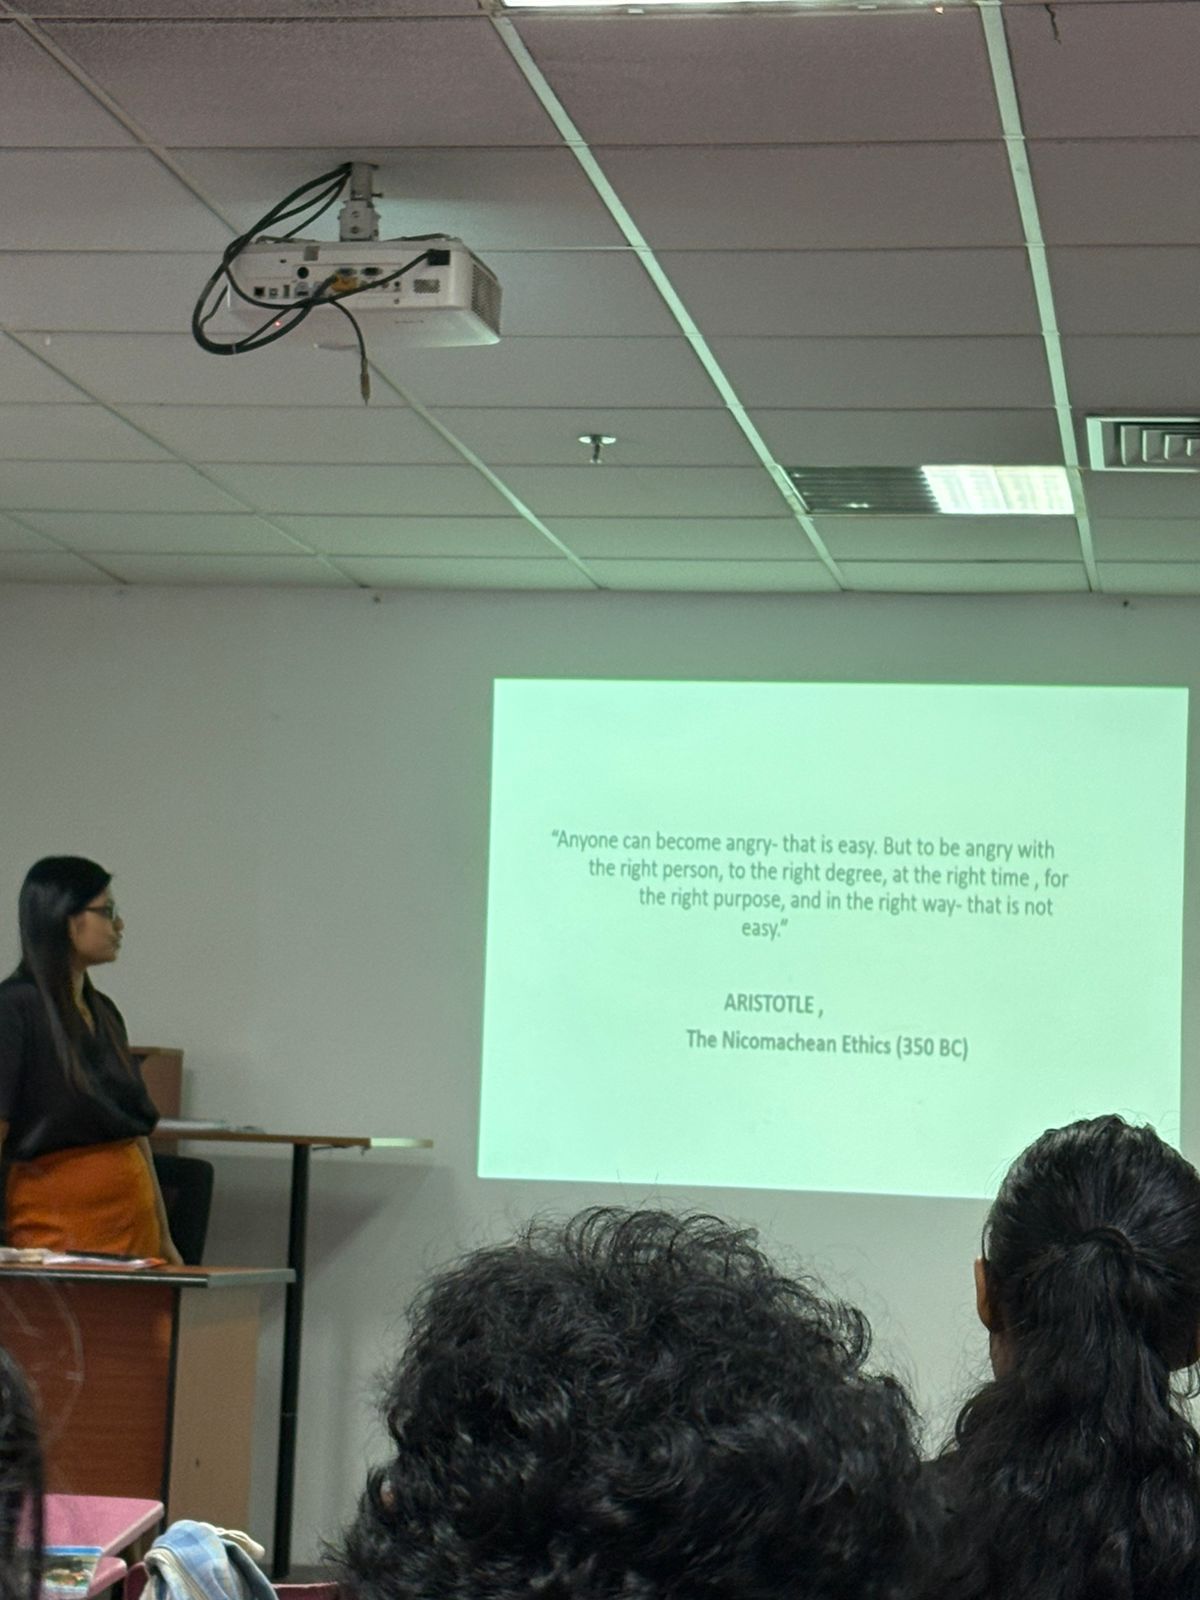 “Anyone can become angry- that is easy. But to be angry with
the right person, to the right degree, at the right time , for
the right purpose, and in the right way- that is not
easy.”
ARISTOTLE ,
The Nicomachean Ethics (350 BC)